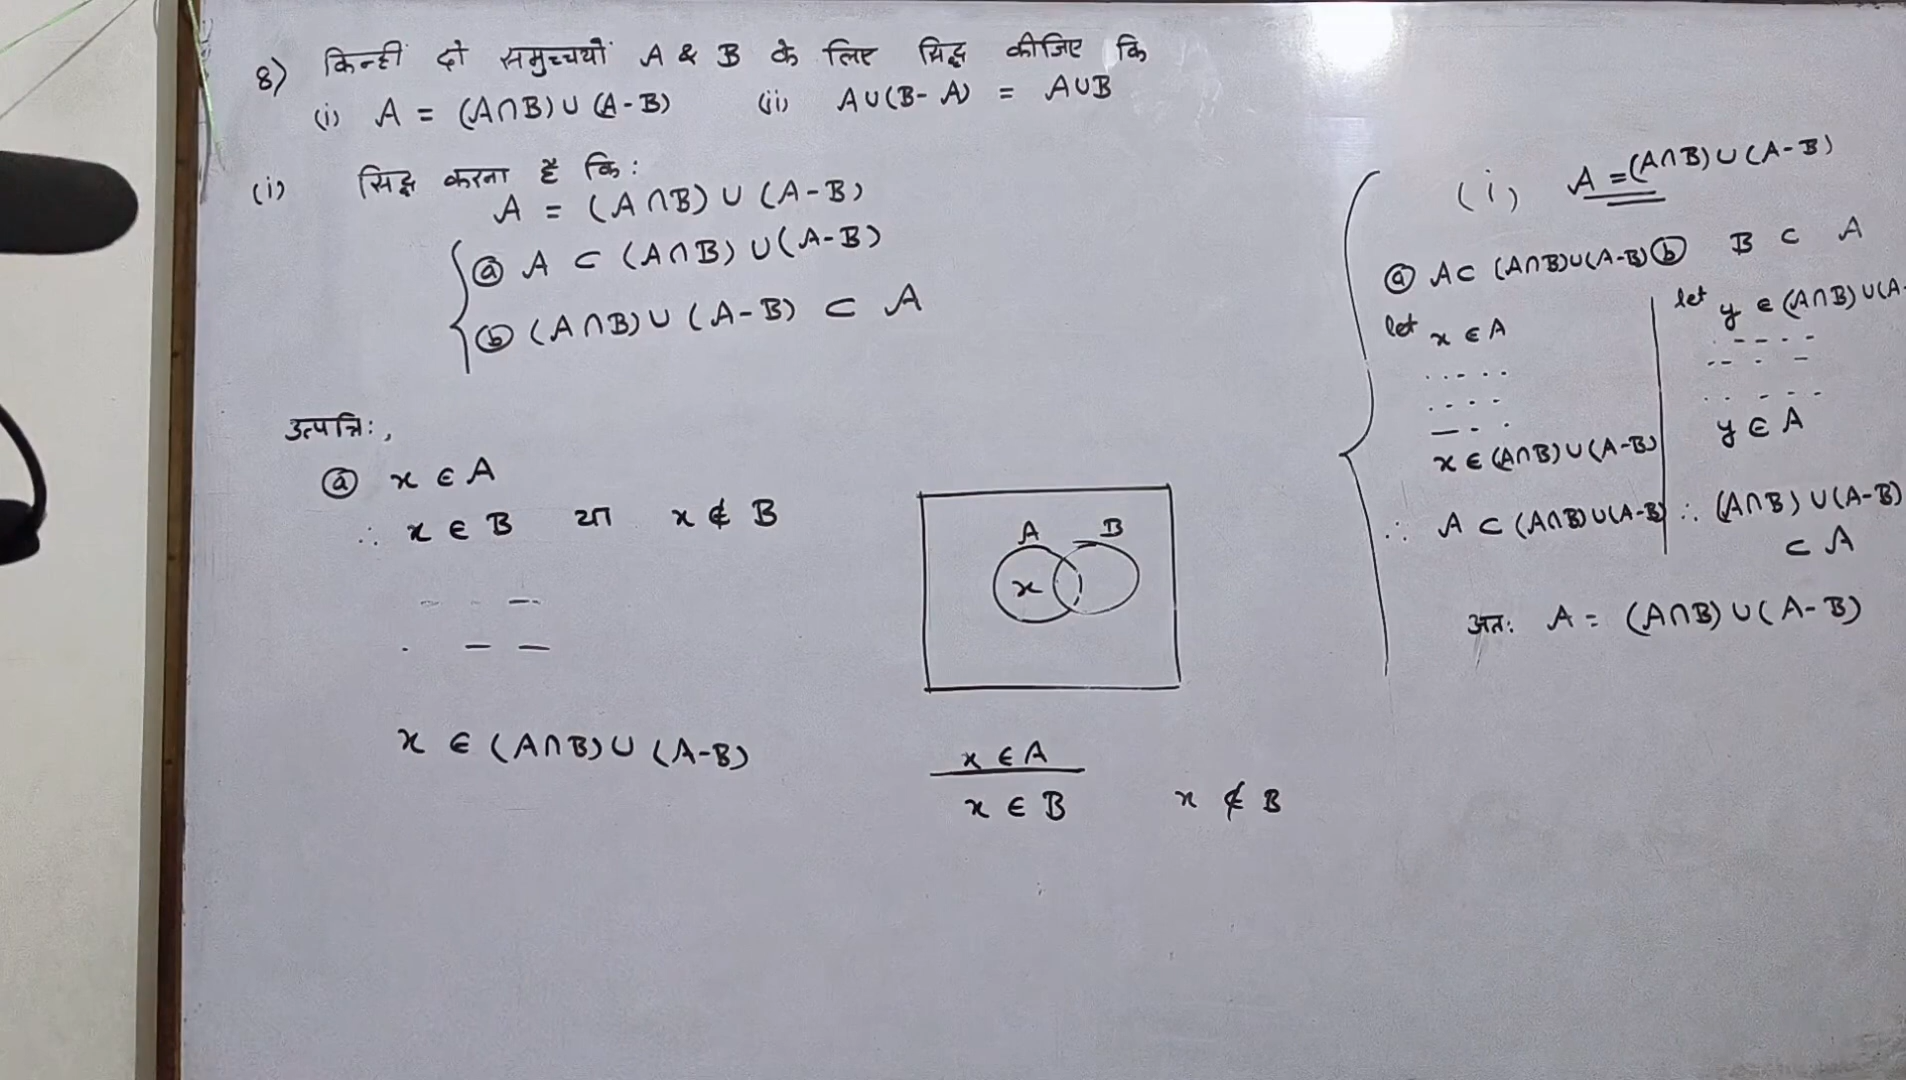 8) किन्हीं दो समुच्चयों A & B के लिए सिद्ध कीजिए कि
(i) A = (A∩B)∪(A-B) (ii) A∪(B-A) = A∪B
(i) सिद्ध करना है कि:
A = (A∩B)∪(A-B)
ⓐ A ⊂ (A∩B)∪(A-B)
ⓑ (A∩B)∪(A-B) ⊂ A
उत्पत्ति:,
ⓐ x ∈ A
∴ x ∈ B या x ∉ B
x ∈ (A∩B)∪(A-B)
A B
x
x ∈ A
x ∈ B x ∉ B
(i) A = (A∩B)∪(A-B)
ⓐ A⊂ (A∩B)∪(A-B) ⓑ B ⊂ A
let x ∈ A
x ∈ (A∩B)∪(A-B)
∴ A ⊂ (A∩B)∪(A-B)
let y ∈ (A∩B)∪(A-
y ∈ A
∴ (A∩B)∪(A-B)
⊂ A
अतः A = (A∩B)∪(A-B)